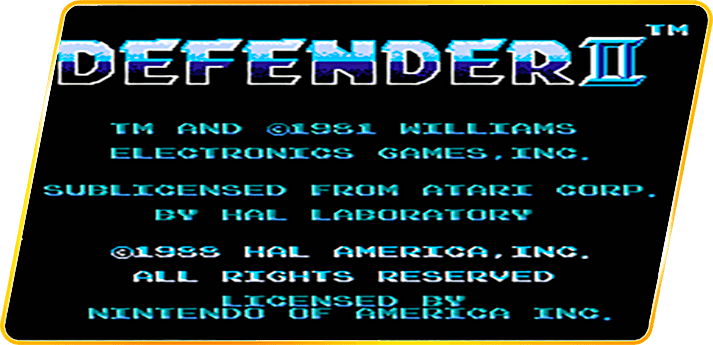 DEFENDER II™
TM AND ©1981 WILLIAMS
ELECTRONICS GAMES,INC.
SUBLICENSED FROM ATARI CORP.
BY HAL LABORATORY
©1988 HAL AMERICA,INC.
ALL RIGHTS RESERVED
LICENSED BY
NINTENDO OF AMERICA INC.